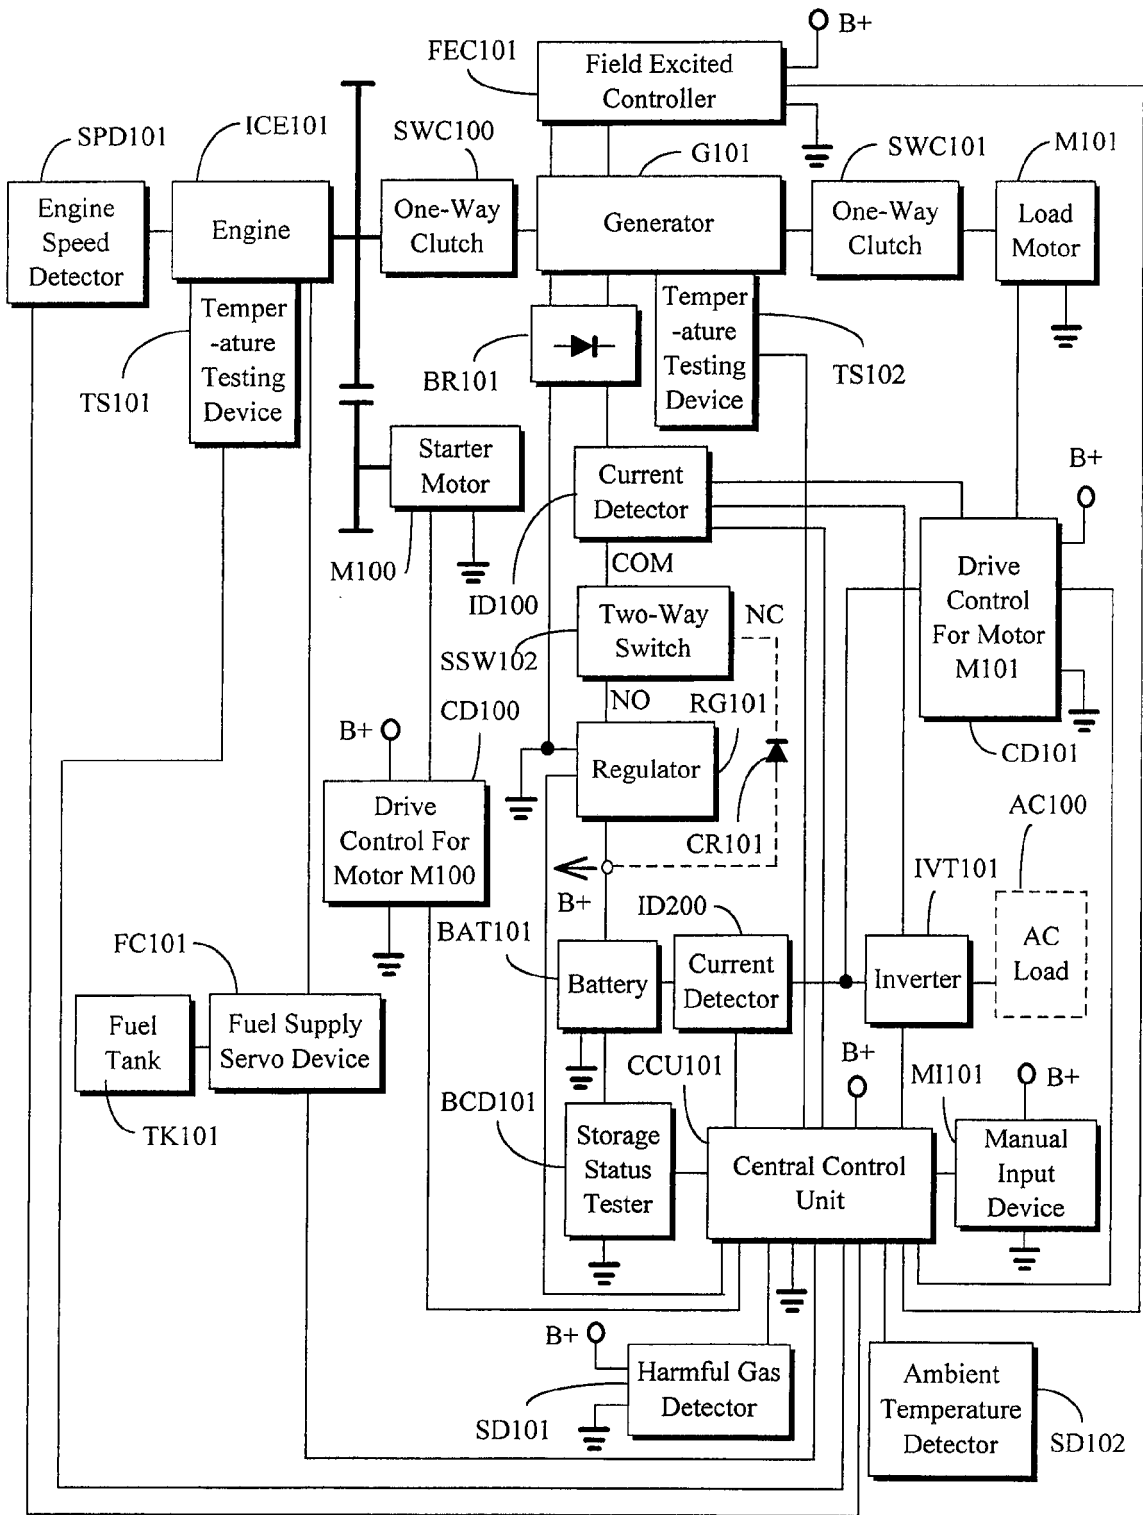 B+
FEC101
Field Excited
Controller
SPD101
ICE101
SWC100
G101
SWC101
M101
Engine
Speed
Detector
Engine
One-Way
Clutch
Generator
One-Way
Clutch
Load
Motor
Temper
-ature
Testing
Device
TS101
BR101
Temper
-ature
Testing
Device
TS102
Starter
Motor
M100
Current
Detector
ID100
COM
B+
Two-Way
Switch
SSW102
NC
NO
Drive
Control
For Motor
M101
CD101
B+
CD100
RG101
Regulator
CR101
Drive
Control For
Motor M100
B+
AC100
IVT101
AC
Load
BAT101
ID200
Battery
Current
Detector
Inverter
FC101
Fuel
Tank
Fuel Supply
Servo Device
TK101
BCD101
CCU101
B+
MI101
B+
Storage
Status
Tester
Central Control
Unit
Manual
Input
Device
B+
Harmful Gas
Detector
SD101
Ambient
Temperature
Detector
SD102